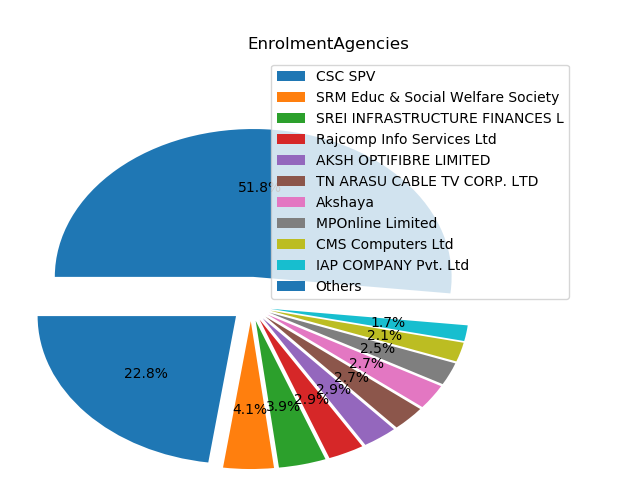 EnrolmentAgencies
CSC SPV
SRM Educ & Social Welfare Society
SREI INFRASTRUCTURE FINANCES L
Rajcomp Info Services Ltd
AKSH OPTIFIBRE LIMITED
TN ARASU CABLE TV CORP. LTD
Akshaya
MPOnline Limited
CMS Computers Ltd
IAP COMPANY Pvt. Ltd
Others
51.8%
1.7%
2.1%
2.5%
2.7%
2.7%
2.9%
2.9%
3.9%
4.1%
22.8%